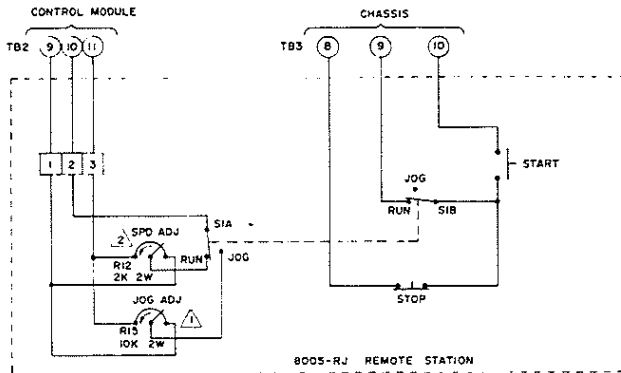 CONTROL MODULE
CHASSIS
TB2 9 10 11
TB3 8 9 10
1 2 3
START
JOG
RUN S1B
S1A
2 SPD ADJ
RUN JOG
R12
2K 2W
STOP
JOG ADJ 1
R15
10K 2W
8005-RJ REMOTE STATION